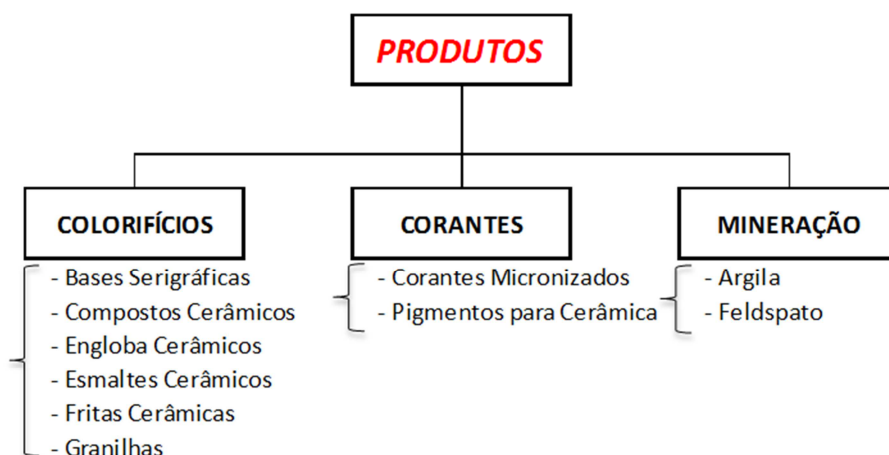 PRODUTOS
COLORIFÍCIOS
- Bases Serigráficas
- Compostos Cerâmicos
- Engloba Cerâmicos
- Esmaltes Cerâmicos
- Fritas Cerâmicas
- Granilhas
CORANTES
- Corantes Micronizados
- Pigmentos para Cerâmica
MINERAÇÃO
- Argila
- Feldspato